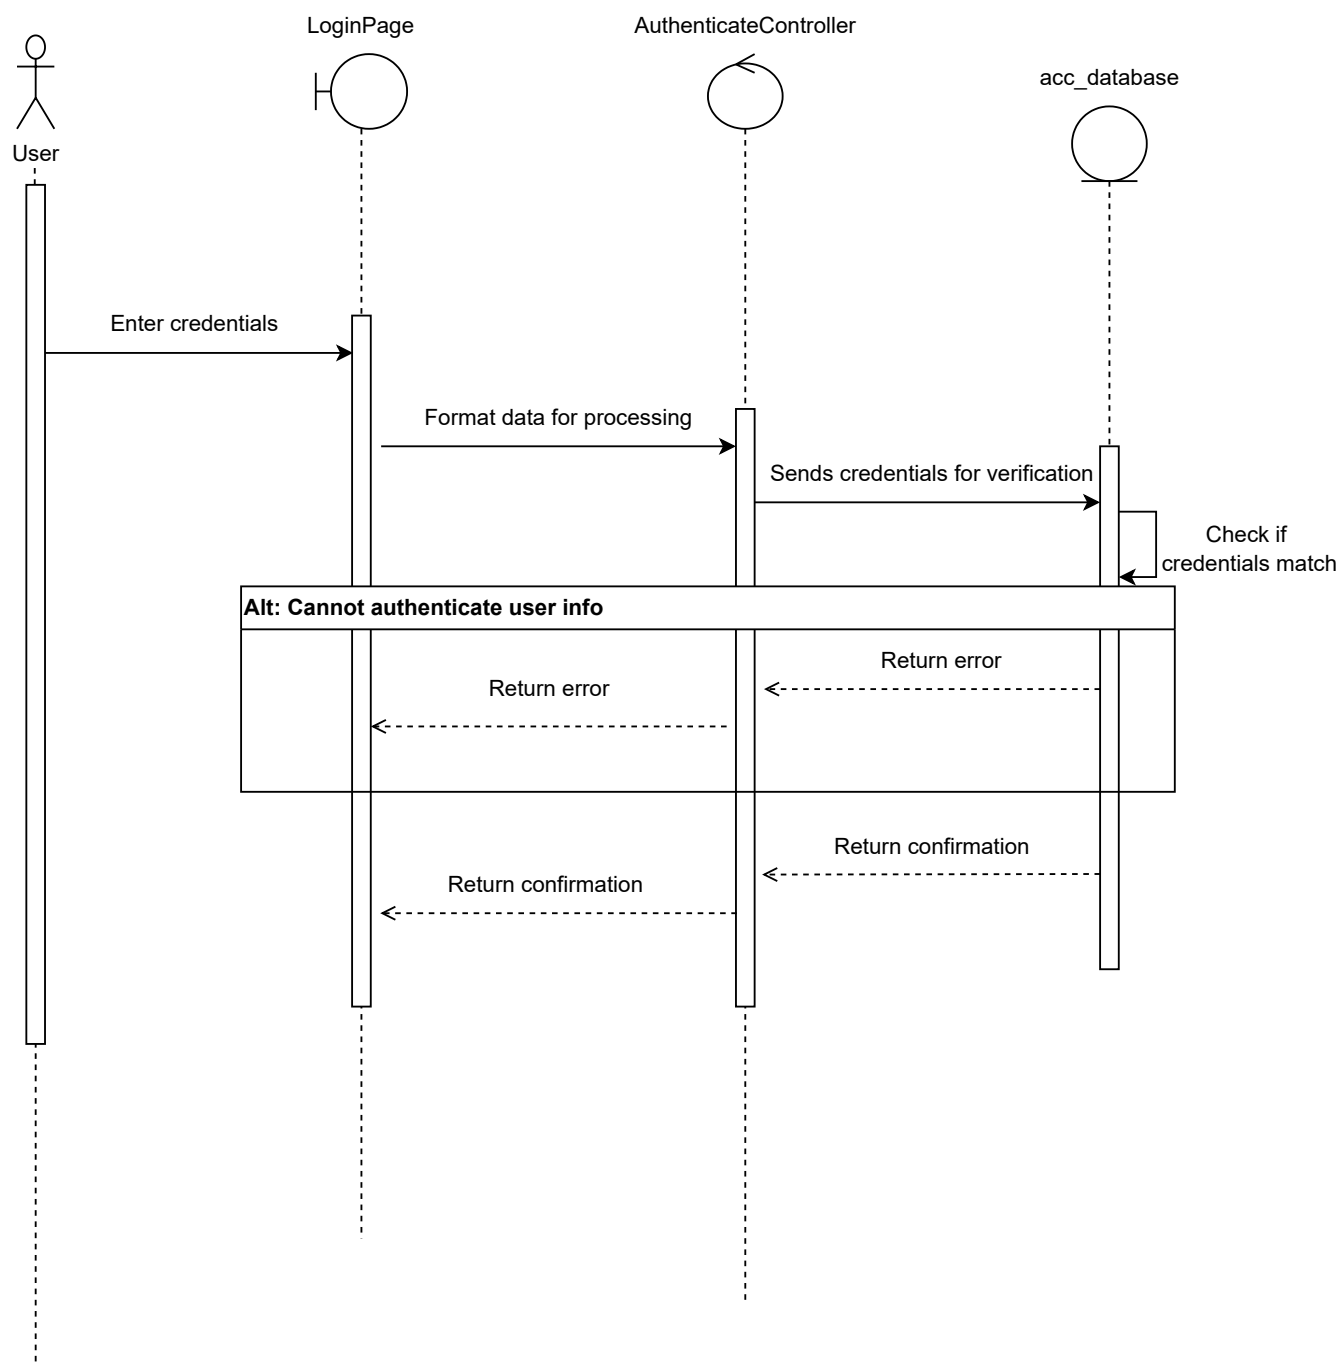 LoginPage
AuthenticateController
acc_database
User
Enter credentials
Format data for processing
Sends credentials for verification
Check if
credentials match
Alt: Cannot authenticate user info
Return error
Return error
Return confirmation
Return confirmation